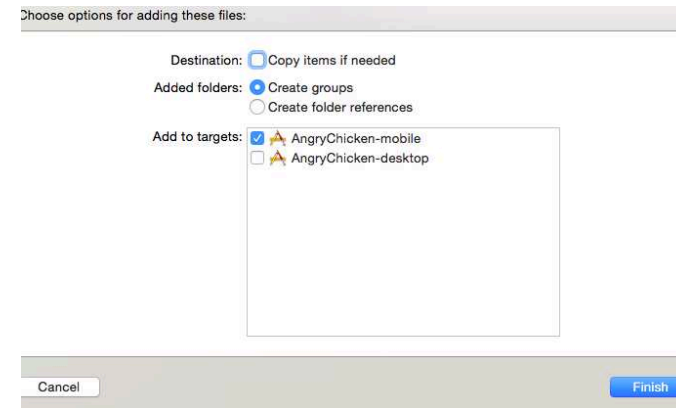 Choose options for adding these files:
Destination: Copy items if needed
Added folders: Create groups
Create folder references
Add to targets: AngryChicken-mobile
AngryChicken-desktop
Cancel Finish